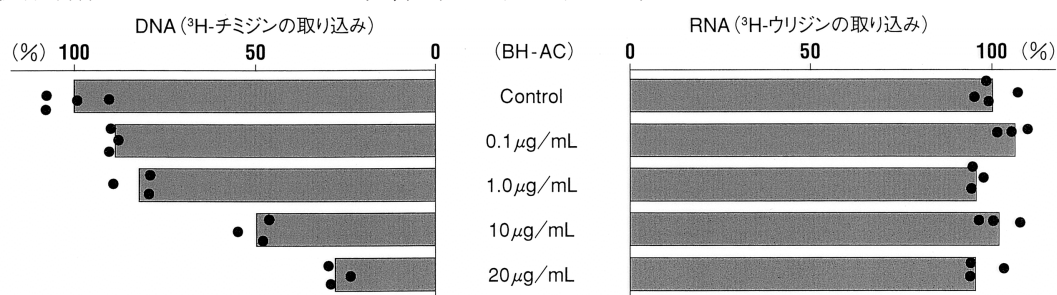 DNA(³H-チミジンの取り込み) RNA(³H-ウリジンの取り込み)
(%) 100 50 0 (BH-AC) 0 50 100 (%)
Control
0.1μg/mL
1.0μg/mL
10μg/mL
20μg/mL